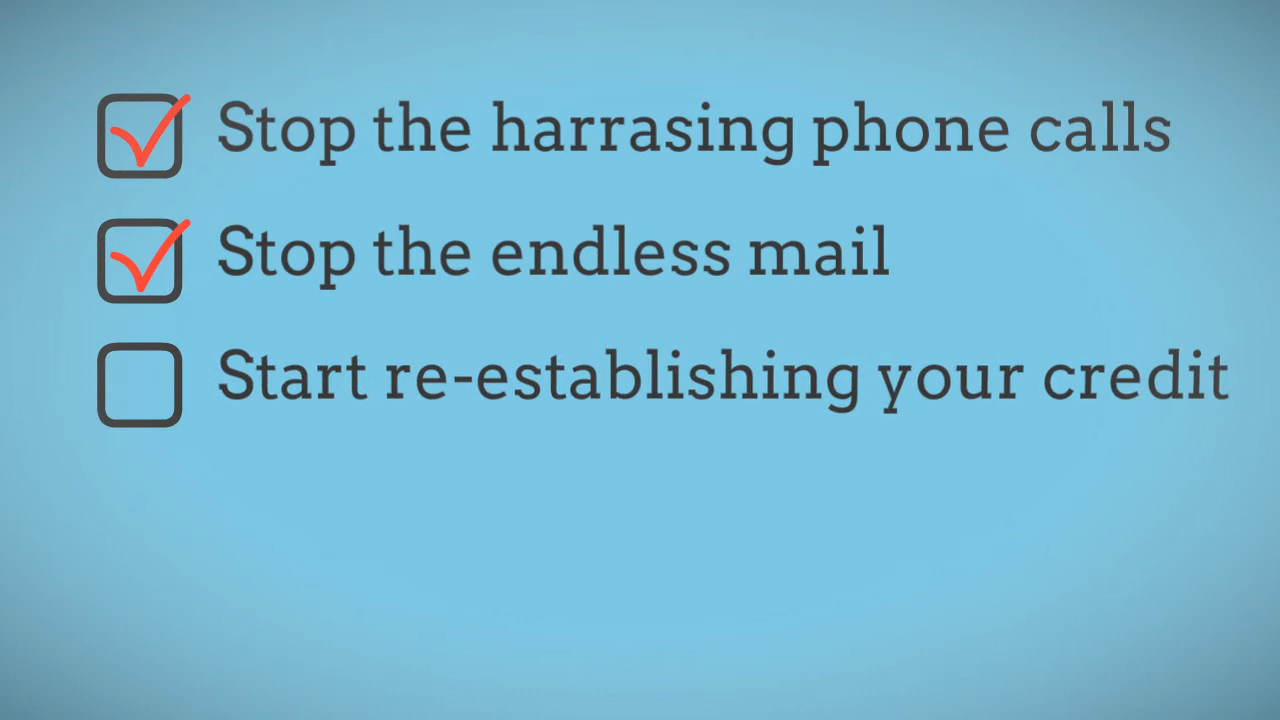 Stop the harrasing phone calls
Stop the endless mail
Start re-establishing your credit